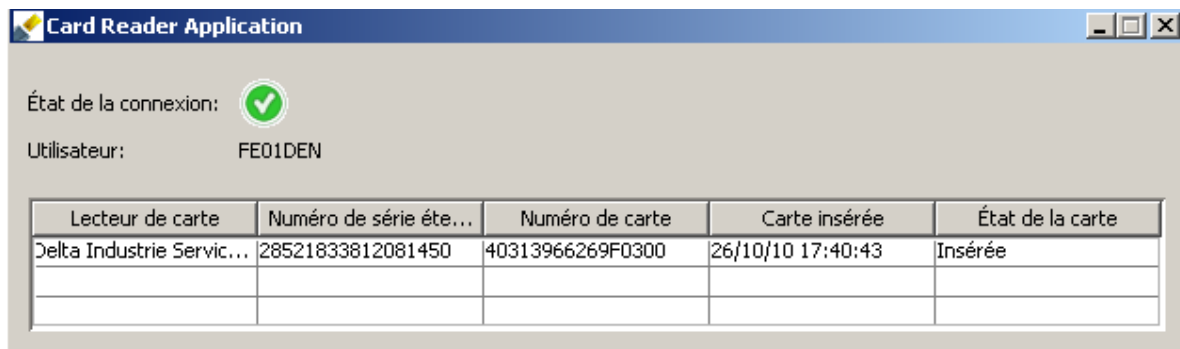 Card Reader Application
État de la connexion:
Utilisateur: FE01DEN
Lecteur de carte Numéro de série éte... Numéro de carte Carte insérée État de la carte
Delta Industrie Servic... 28521833812081450 40313966269F0300 26/10/10 17:40:43 Insérée